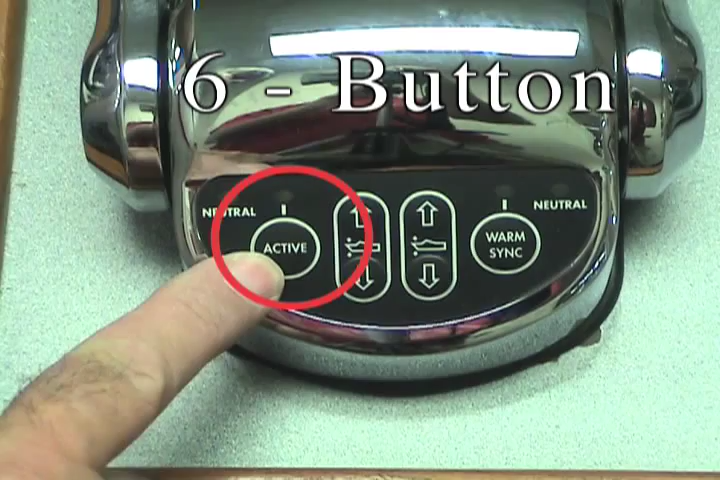 6 - Button
NEUTRAL
ACTIVE
WARM
SYNC
NEUTRAL